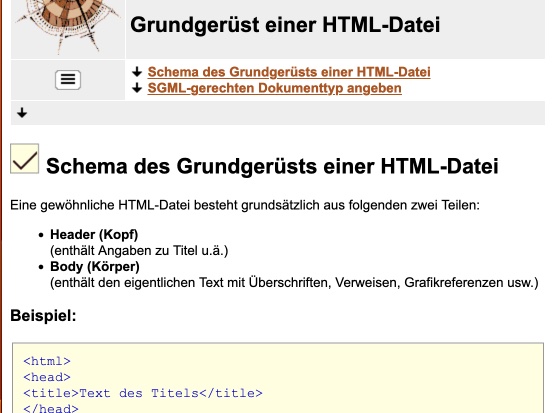 Grundgerüst einer HTML-Datei
Schema des Grundgerüsts einer HTML-Datei
SGML-gerechten Dokumenttyp angeben
Schema des Grundgerüsts einer HTML-Datei
Eine gewöhnliche HTML-Datei besteht grundsätzlich aus folgenden zwei Teilen:
Header (Kopf)
(enthält Angaben zu Titel u.ä.)
Body (Körper)
(enthält den eigentlichen Text mit Überschriften, Verweisen, Grafikreferenzen usw.)
Beispiel:
<html>
<head>
<title>Text des Titels</title>
</head>